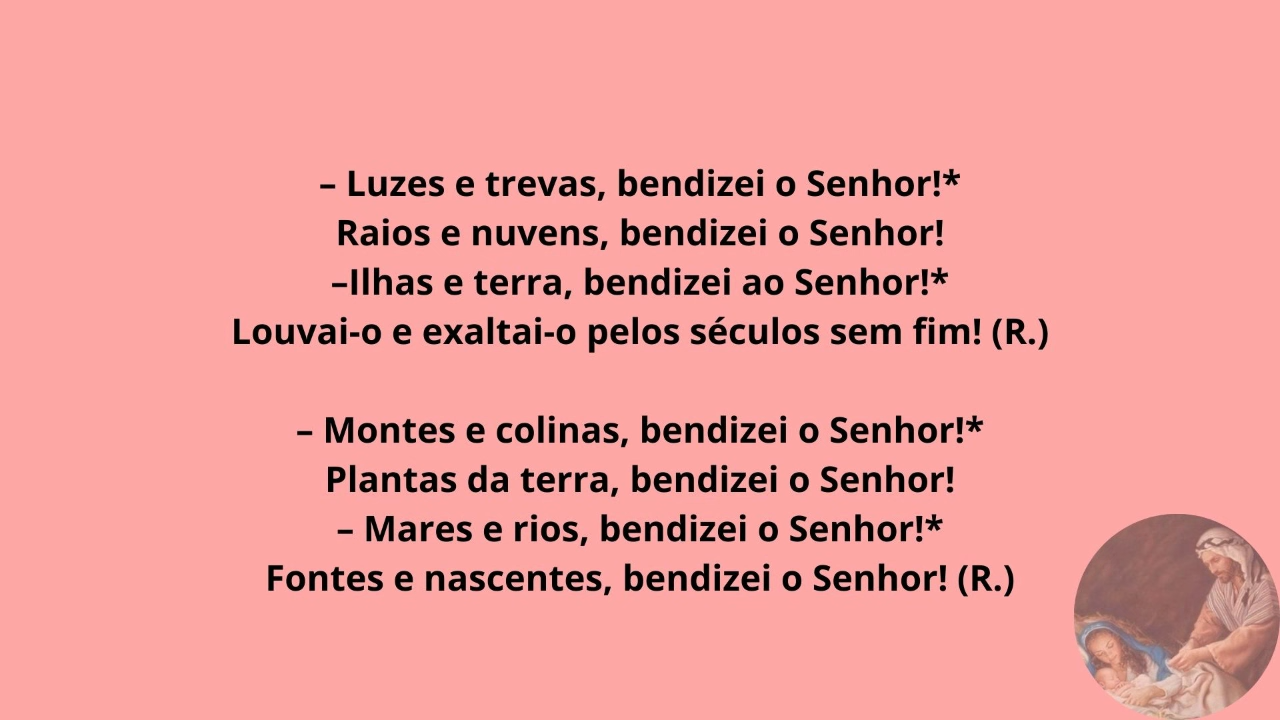 – Luzes e trevas, bendizei o Senhor!*
Raios e nuvens, bendizei o Senhor!
–Ilhas e terra, bendizei ao Senhor!*
Louvai-o e exaltai-o pelos séculos sem fim! (R.)
– Montes e colinas, bendizei o Senhor!*
Plantas da terra, bendizei o Senhor!
– Mares e rios, bendizei o Senhor!*
Fontes e nascentes, bendizei o Senhor! (R.)